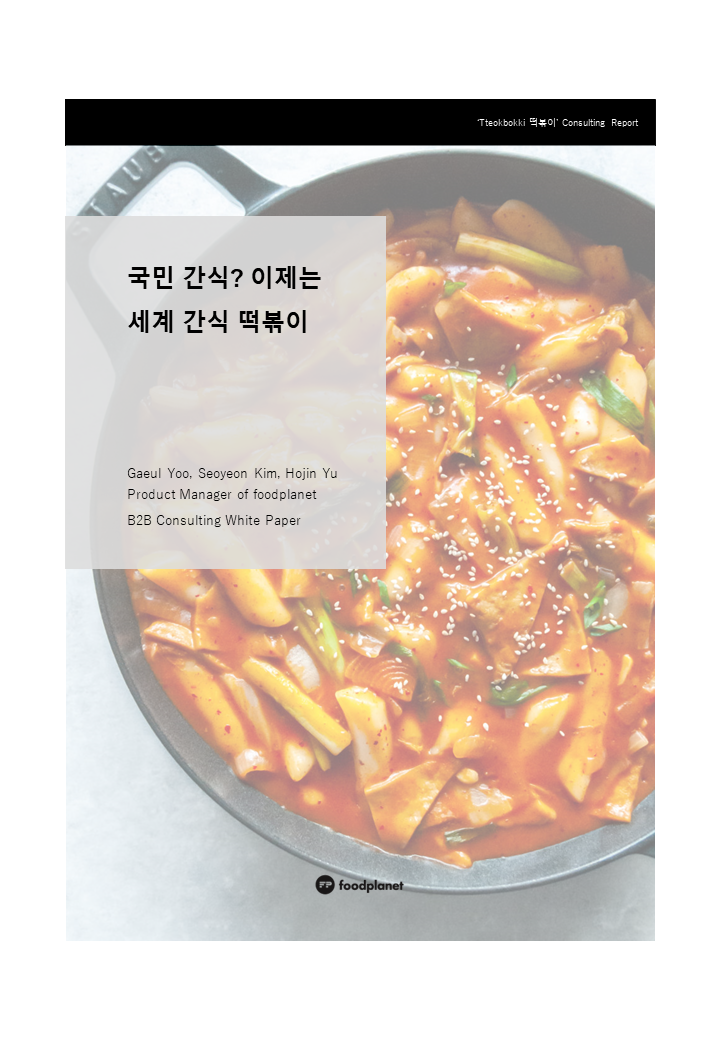 'Tteokbokki 떡볶이' Consulting Report
STAUB
국민 간식? 이제는
세계 간식 떡볶이
Gaeul Yoo, Seoyeon Kim, Hojin Yu
Product Manager of foodplanet
B2B Consulting White Paper
FP foodplanet